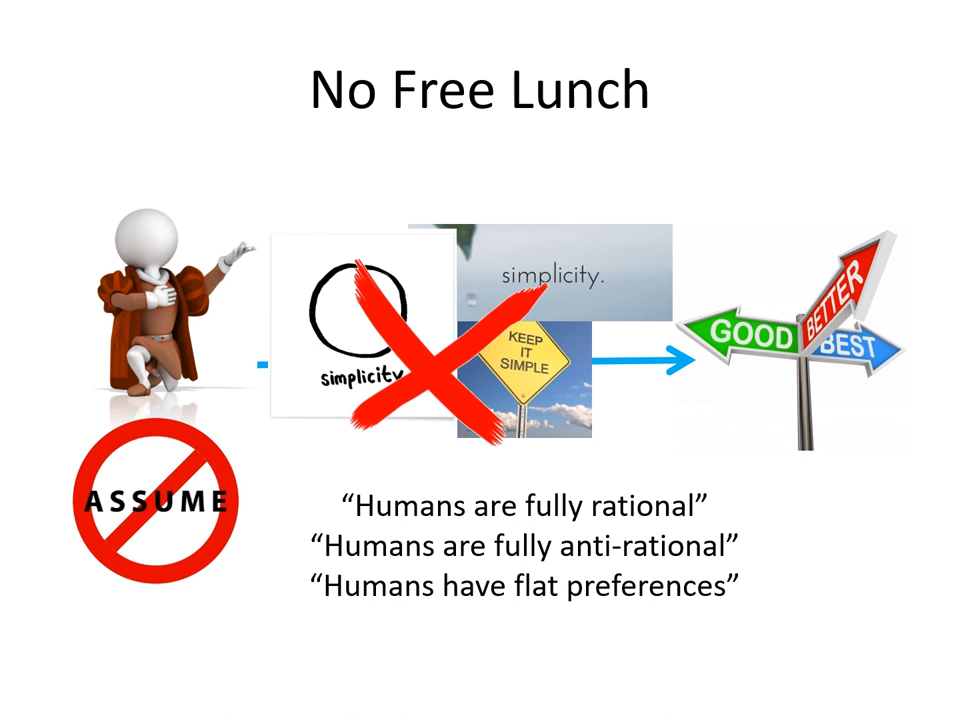 No Free Lunch
simplicity.
simplicity
KEEP
IT
SIMPLE
GOOD
BETTER
BEST
ASSUME
“Humans are fully rational”
“Humans are fully anti-rational”
“Humans have flat preferences”